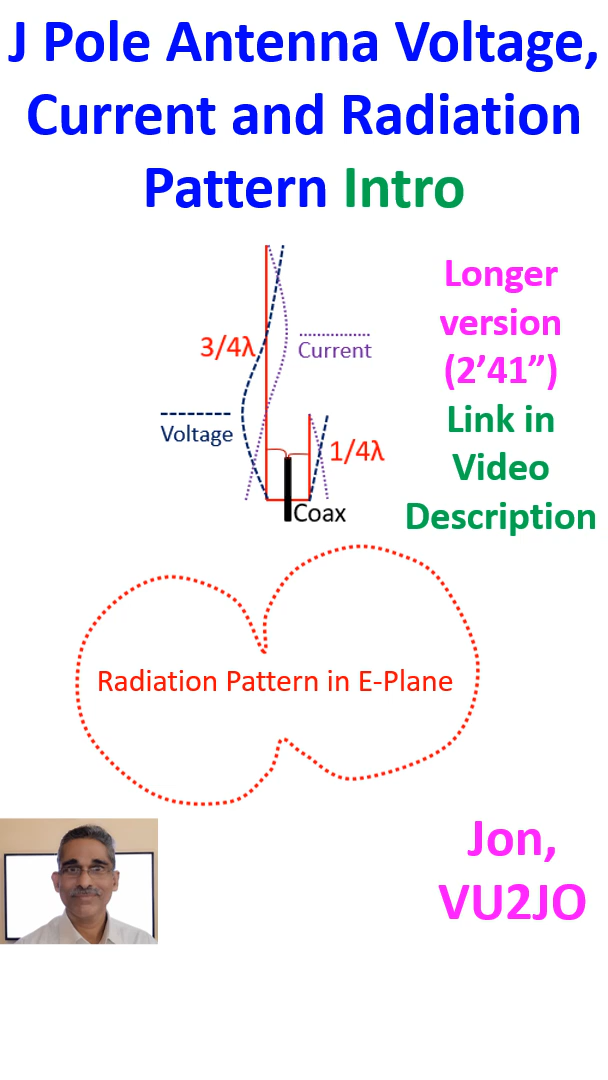 J Pole Antenna Voltage,
Current and Radiation
Pattern Intro
Longer
version
(2’41”)
Link in
Video
Description
3/4λ
Current
Voltage
1/4λ
Coax
Radiation Pattern in E-Plane
Jon,
VU2JO